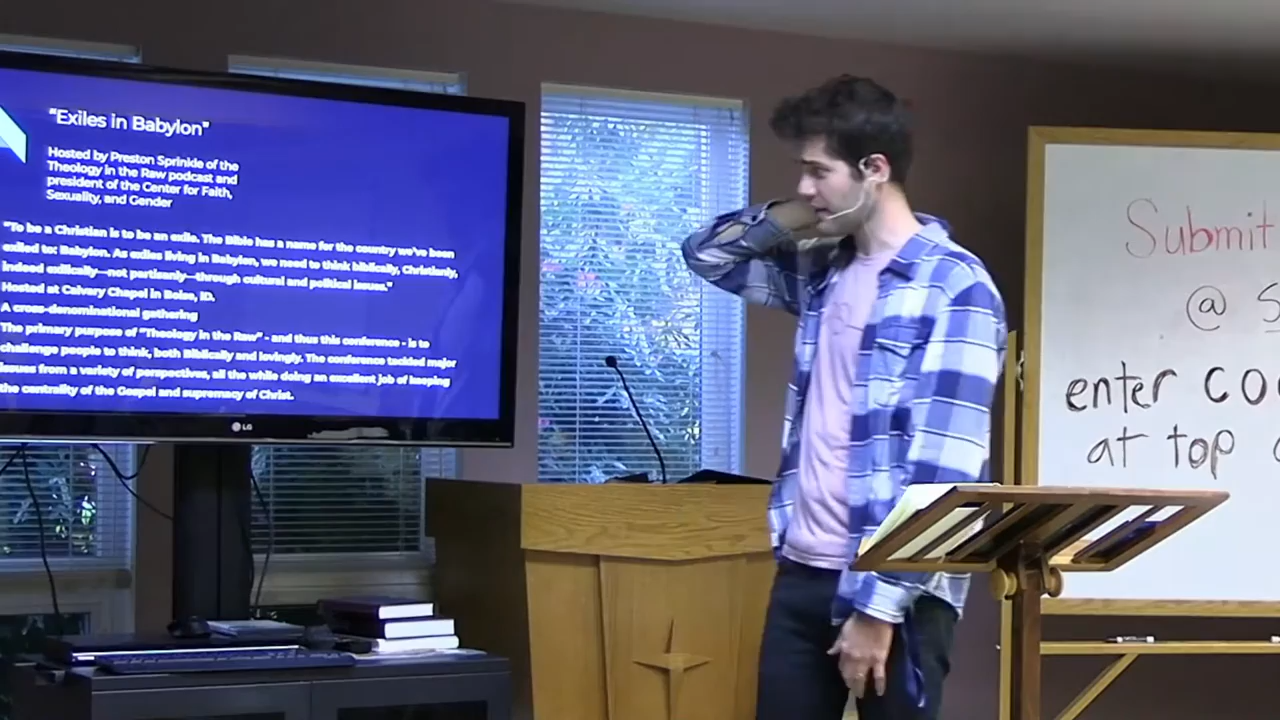 "Exiles in Babylon"
Hosted by Preston Sprinkle of the
Theology in the Raw podcast and
president of the Center for Faith,
Sexuality, and Gender
"To be a Christian is to be an exile. The Bible has a name for the country we've been
exiled to: Babylon. As exiles living in Babylon, we need to think biblically, Christianly,
indeed exilically—not partisanly—through cultural and political issues."
Hosted at Calvary Chapel in Boise, ID.
A cross-denominational gathering
The primary purpose of "Theology in the Raw" - and thus this conference - is to
challenge people to think, both Biblically and lovingly. The conference tackled major
issues from a variety of perspectives, all the while doing an excellent job of keeping
the centrality of the Gospel and supremacy of Christ.
LG
Submit
@ S
enter co
at top